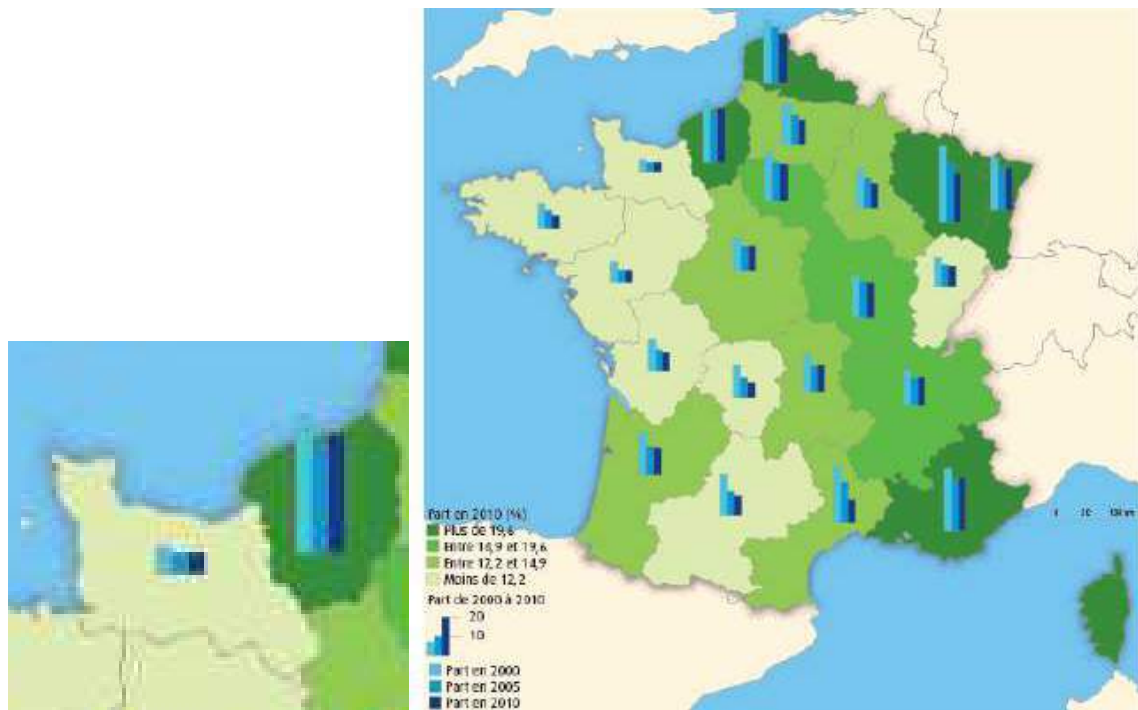 Part en 2010 (%)
Plus de 19,6
Entre 14,9 et 19,6
Entre 12,2 et 14,9
Moins de 12,2
Part de 2000 à 2010
20
10
Part en 2000
Part en 2005
Part en 2010